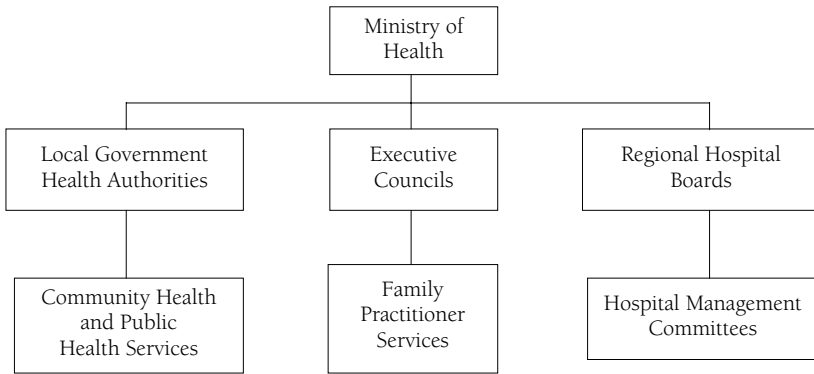 Ministry of
Health
Local Government
Health Authorities
Executive
Councils
Regional Hospital
Boards
Community Health
and Public
Health Services
Family
Practitioner
Services
Hospital Management
Committees